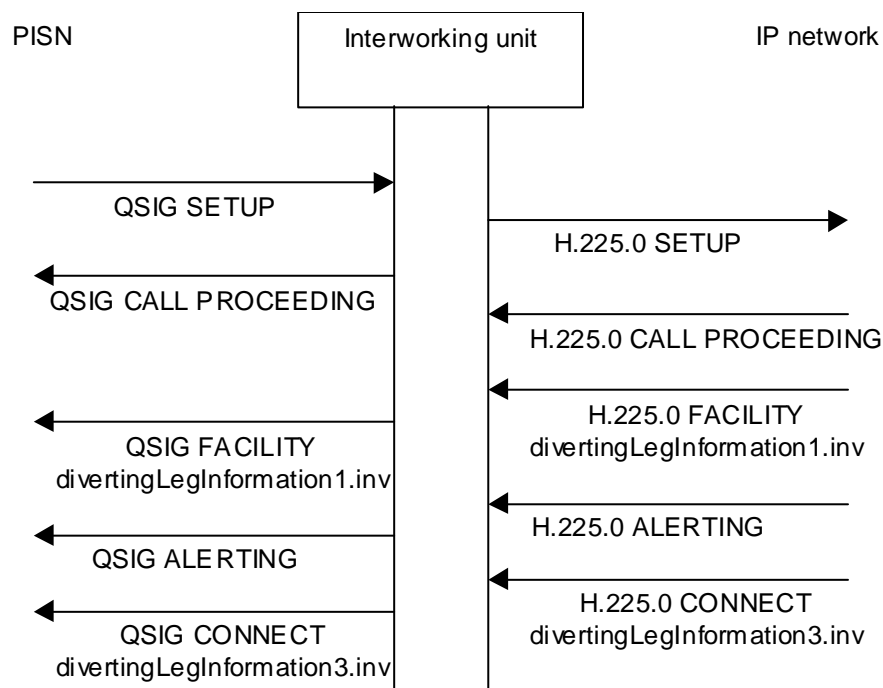 PISN
Interworking unit
IP network
QSIG SETUP
H.225.0 SETUP
QSIG CALL PROCEEDING
H.225.0 CALL PROCEEDING
QSIG FACILITY
divertingLegInformation1.inv
H.225.0 FACILITY
divertingLegInformation1.inv
H.225.0 ALERTING
QSIG ALERTING
H.225.0 CONNECT
divertingLegInformation3.inv
QSIG CONNECT
divertingLegInformation3.inv